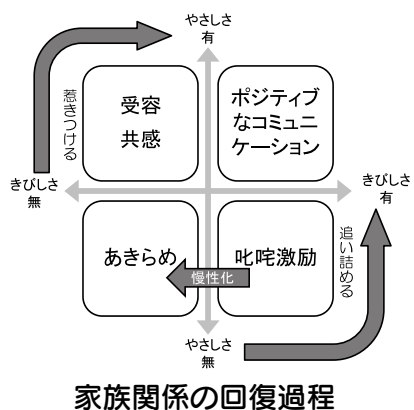 やさしさ
有
惹きつける
受容
共感
ポジティブ
なコミュニ
ケーション
きびしさ
無
きびしさ
有
あきらめ
慢性化
叱咤激励
追い詰める
やさしさ
無
家族関係の回復過程